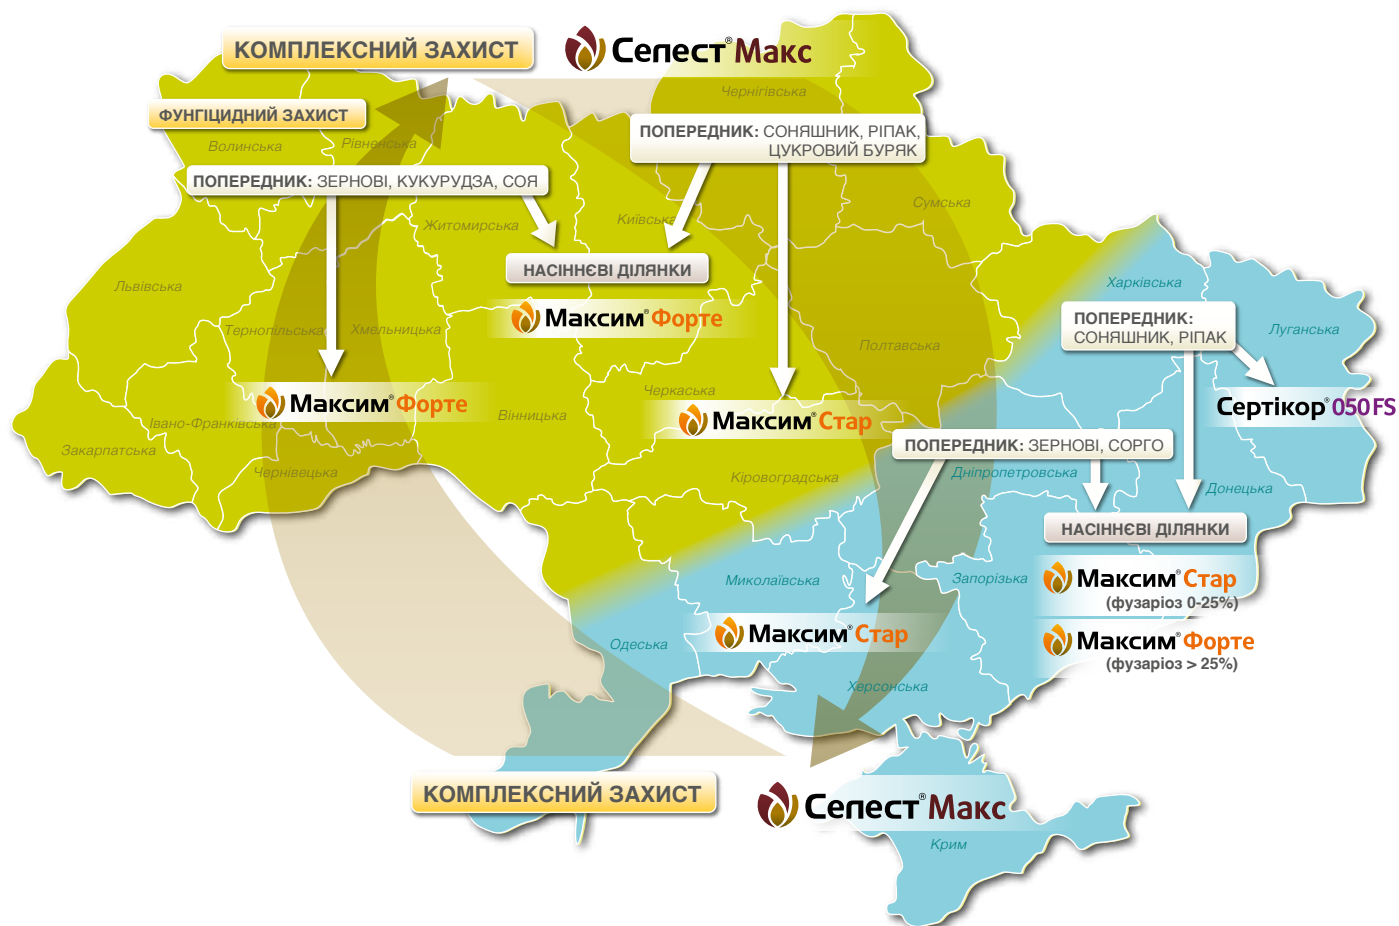 КОМПЛЕКСНИЙ ЗАХИСТ
Селест® Макс
Чернігівська
ФУНГІЦИДНИЙ ЗАХИСТ
Волинська
Рівненська
ПОПЕРЕДНИК: СОНЯШНИК, РІПАК,
ЦУКРОВИЙ БУРЯК
ПОПЕРЕДНИК: ЗЕРНОВІ, КУКУРУДЗА, СОЯ
Житомирська
Київська
Сумська
НАСІННЄВІ ДІЛЯНКИ
Максим® Форте
Львівська
Тернопільська
Хмельницька
Полтавська
Харківська
Луганська
ПОПЕРЕДНИК:
СОНЯШНИК, РІПАК
Сертікор® 050 FS
Черкаська
Максим® Форте
Вінницька
Максим® Стар
Івано-Франківська
Закарпатська
Чернівецька
Кіровоградська
ПОПЕРЕДНИК: ЗЕРНОВІ, СОРГО
Дніпропетровська
Донецька
НАСІННЄВІ ДІЛЯНКИ
Максим® Стар
(фузаріоз 0-25%)
Максим® Форте
(фузаріоз > 25%)
Миколаївська
Запорізька
Максим® Стар
Одеська
Херсонська
КОМПЛЕКСНИЙ ЗАХИСТ
Селест® Макс
Крим